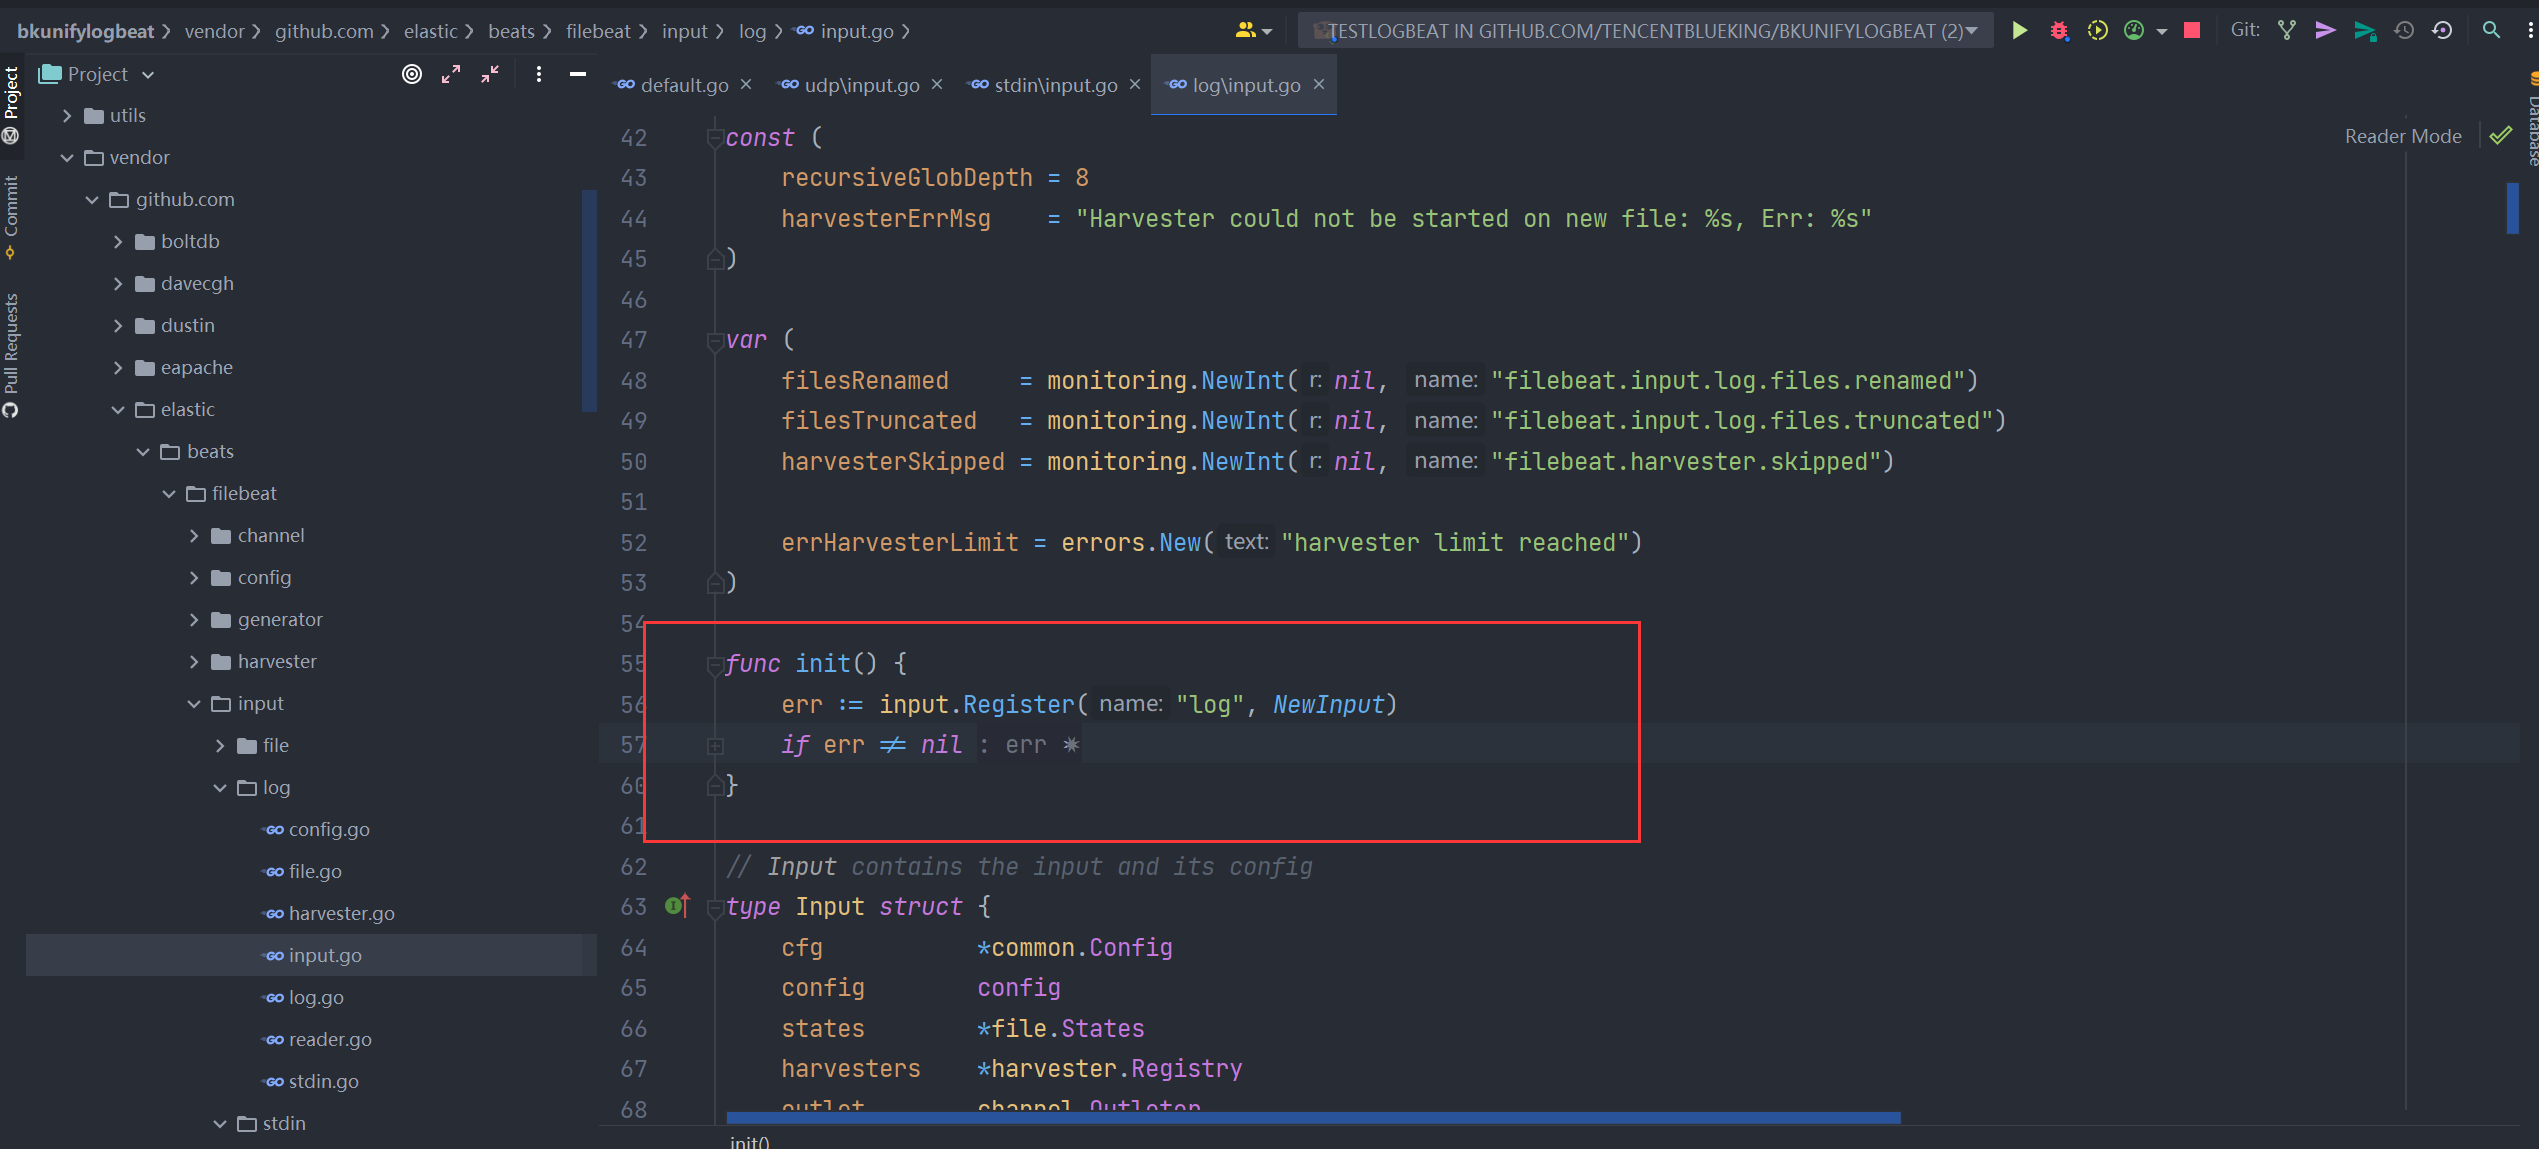 bkunifylogbeat > vendor > github.com > elastic > beats > filebeat > input > log > input.go >
TESTLOGBEAT IN GITHUB.COM/TENCENTBLUEKING/BKUNIFYLOGBEAT (2)
Git:
Project
default.go
udp\input.go
stdin\input.go
log\input.go
Project
Commit
Pull Requests
utils
vendor
github.com
boltdb
davecgh
dustin
eapache
elastic
beats
filebeat
channel
config
generator
harvester
input
file
log
config.go
file.go
harvester.go
input.go
log.go
reader.go
stdin.go
stdin
Reader Mode
Database
42 const (
43 recursiveGlobDepth = 8
44 harvesterErrMsg = "Harvester could not be started on new file: %s, Err: %s"
45 )
46
47 var (
48 filesRenamed = monitoring.NewInt( r: nil, name: "filebeat.input.log.files.renamed")
49 filesTruncated = monitoring.NewInt( r: nil, name: "filebeat.input.log.files.truncated")
50 harvesterSkipped = monitoring.NewInt( r: nil, name: "filebeat.harvester.skipped")
51
52 errHarvesterLimit = errors.New( text: "harvester limit reached")
53 )
54
55 func init() {
56 err := input.Register( name: "log", NewInput)
57 if err ≠ nil : err
60 }
61
62 // Input contains the input and its config
63 type Input struct {
64 cfg *common.Config
65 config config
66 states *file.States
67 harvesters *harvester.Registry
68 outlet channel.Outleter
init()